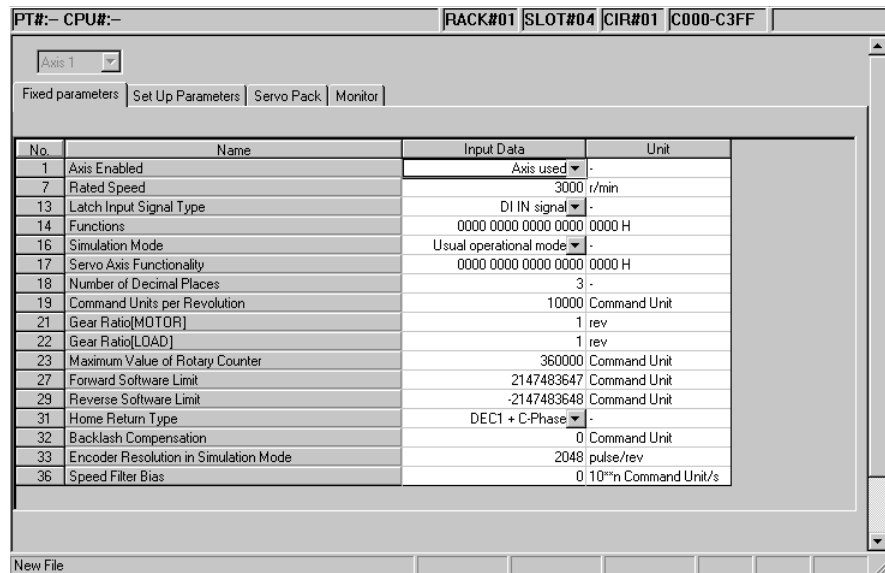 PT#:– CPU#:– RACK#01 SLOT#04 CIR#01 C000-C3FF
Axis 1
Fixed parameters Set Up Parameters Servo Pack Monitor
No. Name Input Data Unit
1 Axis Enabled Axis used -
7 Rated Speed 3000 r/min
13 Latch Input Signal Type DI IN signal -
14 Functions 0000 0000 0000 0000 0000 H
16 Simulation Mode Usual operational mode -
17 Servo Axis Functionality 0000 0000 0000 0000 0000 H
18 Number of Decimal Places 3 -
19 Command Units per Revolution 10000 Command Unit
21 Gear Ratio[MOTOR] 1 rev
22 Gear Ratio[LOAD] 1 rev
23 Maximum Value of Rotary Counter 360000 Command Unit
27 Forward Software Limit 2147483647 Command Unit
29 Reverse Software Limit -2147483648 Command Unit
31 Home Return Type DEC1 + C-Phase -
32 Backlash Compensation 0 Command Unit
33 Encoder Resolution in Simulation Mode 2048 pulse/rev
36 Speed Filter Bias 0 10**n Command Unit/s
New File